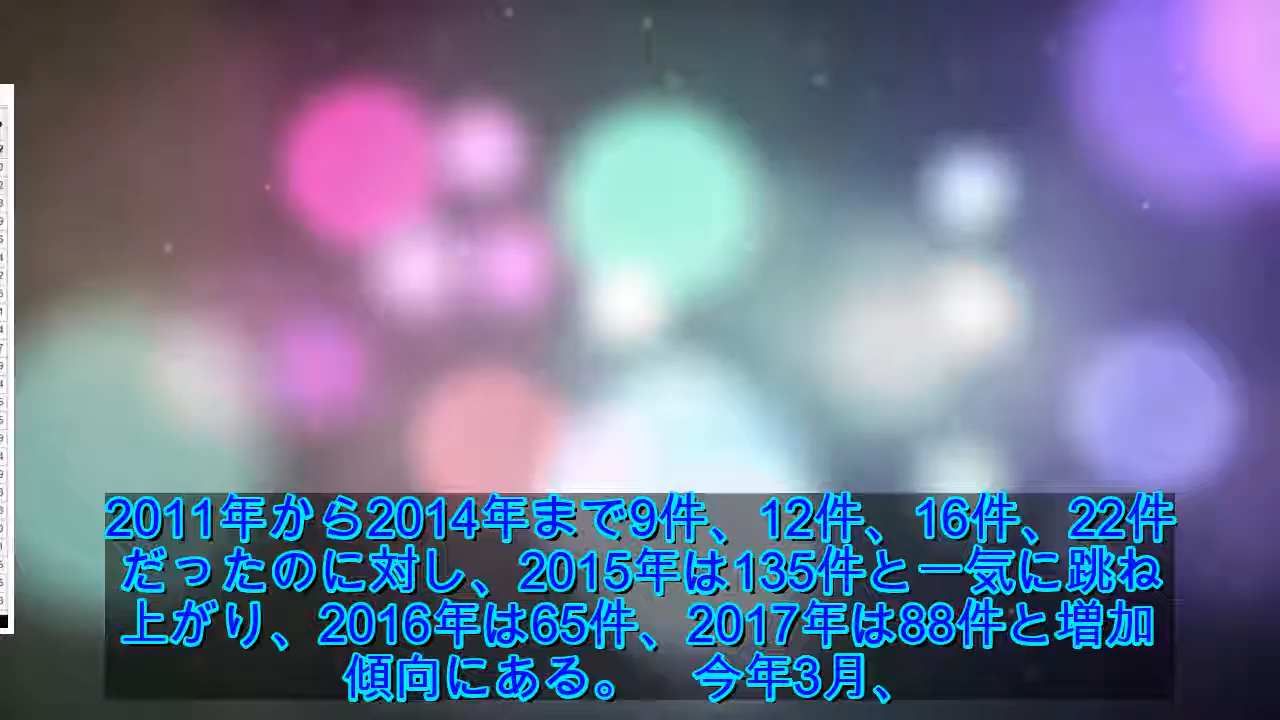 2011年から2014年まで9件、12件、16件、22件
だったのに対し、2015年は135件と一気に跳ね
上がり、2016年は65件、2017年は88件と増加
傾向にある。　今年3月、